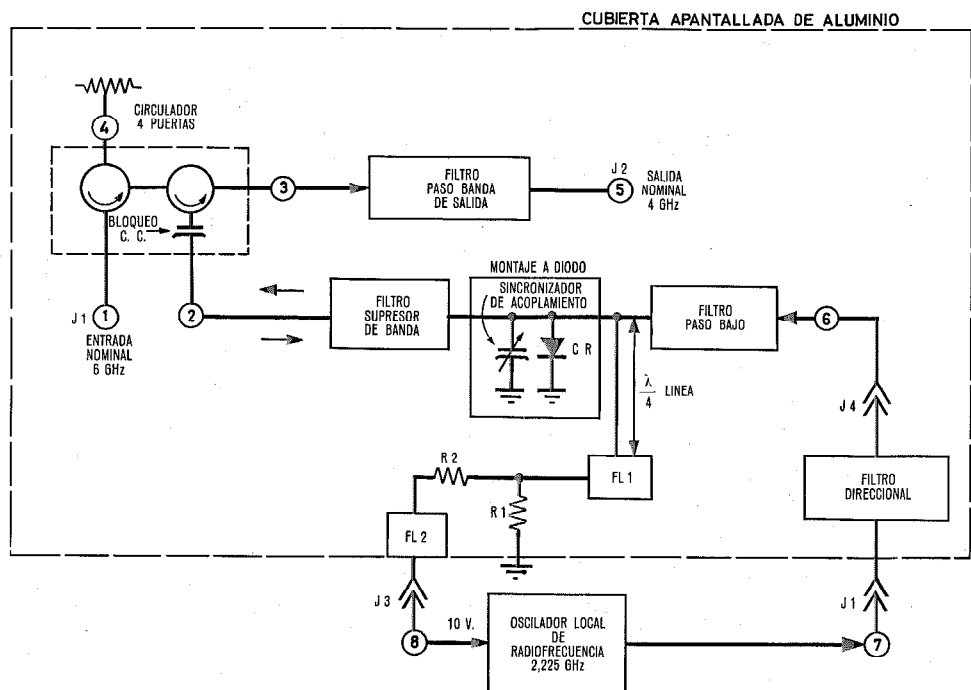 CUBIERTA APANTALLADA DE ALUMINIO
CIRCULADOR
4 PUERTAS
4
BLOQUEO
C. C.
3
FILTRO
PASO BANDA
DE SALIDA
J 2
5
SALIDA
NOMINAL
4 GHz
J 1
1
ENTRADA
NOMINAL
6 GHz
2
FILTRO
SUPRESOR
DE BANDA
MONTAJE A DIODO
SINCRONIZADOR
DE ACOPLAMIENTO
C R
λ
4
LINEA
FILTRO
PASO BAJO
6
J 4
FILTRO
DIRECCIONAL
R 2
R 1
FL 1
FL 2
J 3
8
10 V.
OSCILADOR LOCAL
DE
RADIOFRECUENCIA
2,225 GHz
J 1
7